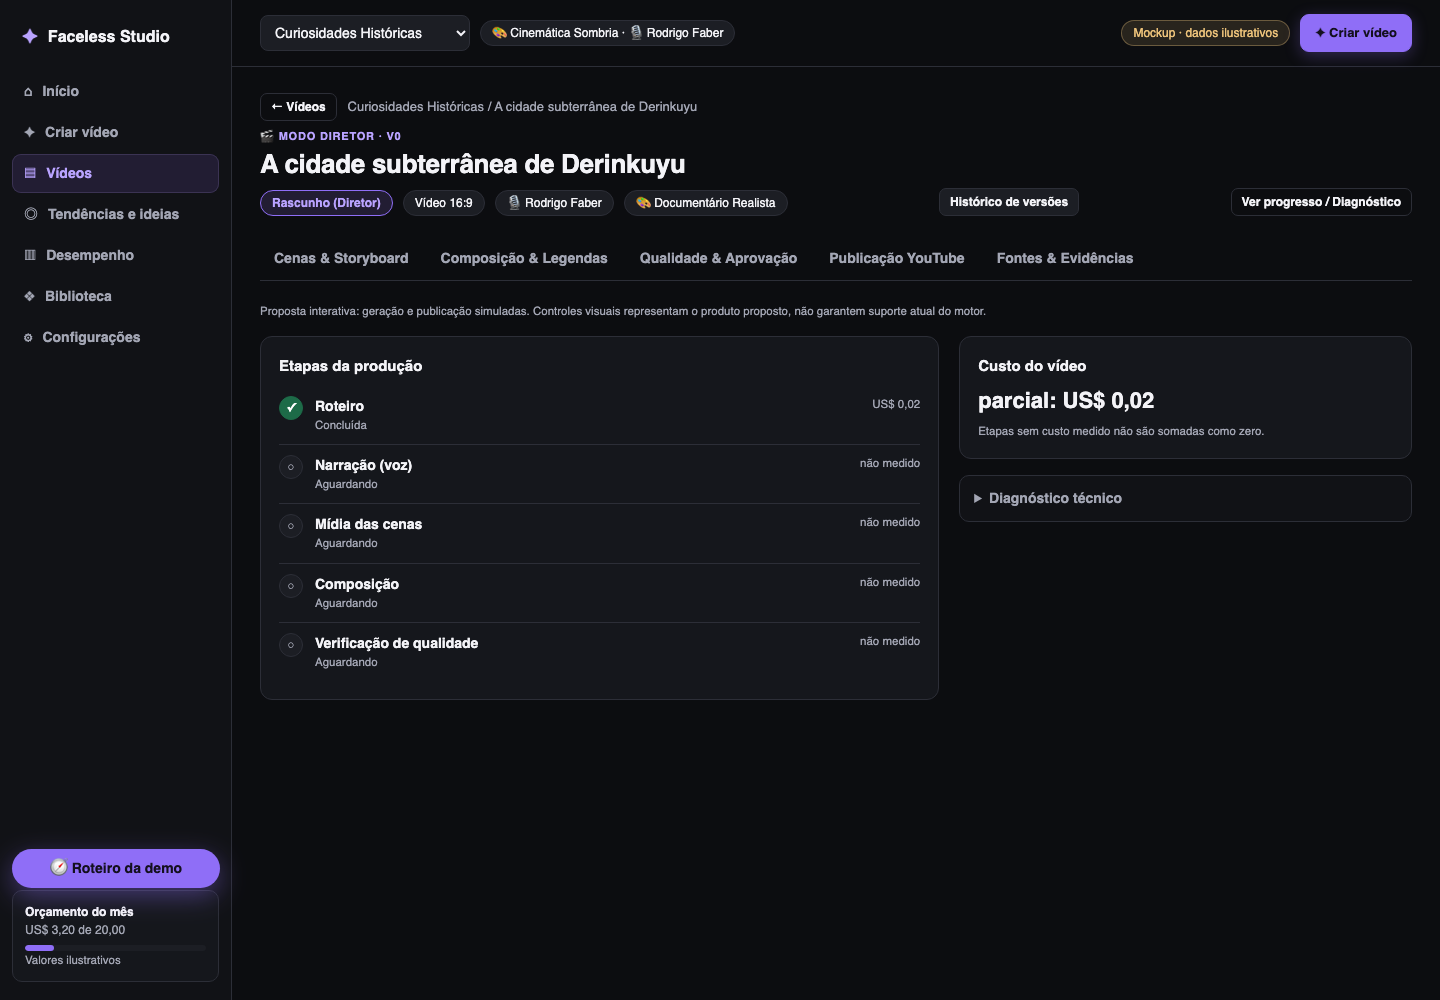 Faceless Studio
Início
Criar vídeo
Vídeos
Tendências e ideias
Desempenho
Biblioteca
Configurações
Roteiro da demo
Orçamento do mês
US$ 3,20 de 20,00
Valores ilustrativos
Curiosidades Históricas
Cinemática Sombria · Rodrigo Faber
Mockup · dados ilustrativos
✦ Criar vídeo
← Vídeos
Curiosidades Históricas / A cidade subterrânea de Derinkuyu
MODO DIRETOR · V0
A cidade subterrânea de Derinkuyu
Rascunho (Diretor)
Vídeo 16:9
Rodrigo Faber
Documentário Realista
Histórico de versões
Ver progresso / Diagnóstico
Cenas & Storyboard
Composição & Legendas
Qualidade & Aprovação
Publicação YouTube
Fontes & Evidências
Proposta interativa: geração e publicação simuladas. Controles visuais representam o produto proposto, não garantem suporte atual do motor.
Etapas da produção
Roteiro
US$ 0,02
Concluída
Narração (voz)
não medido
Aguardando
Mídia das cenas
não medido
Aguardando
Composição
não medido
Aguardando
Verificação de qualidade
não medido
Aguardando
Custo do vídeo
parcial: US$ 0,02
Etapas sem custo medido não são somadas como zero.
Diagnóstico técnico